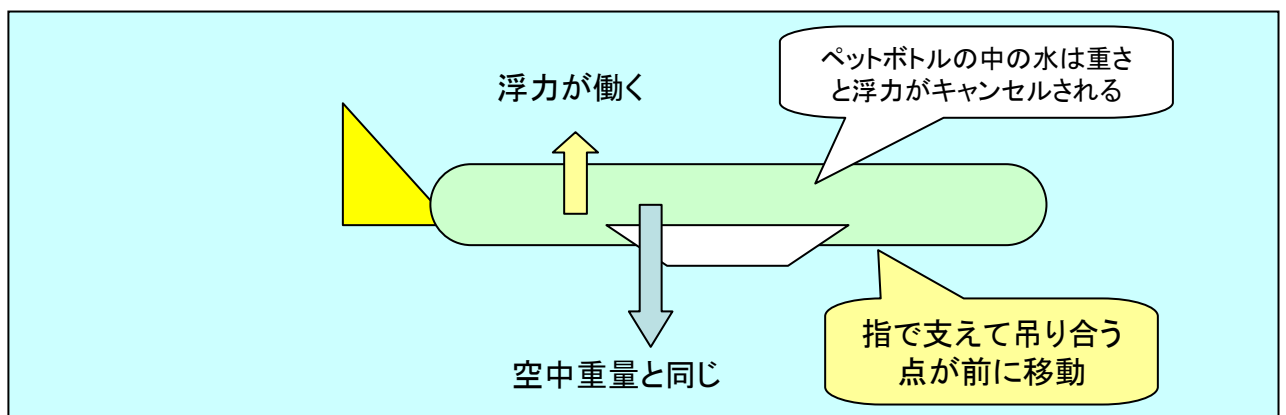 ペットボトルの中の水は重さ
と浮力がキャンセルされる
浮力が働く
指で支えて吊り合う
点が前に移動
空中重量と同じ